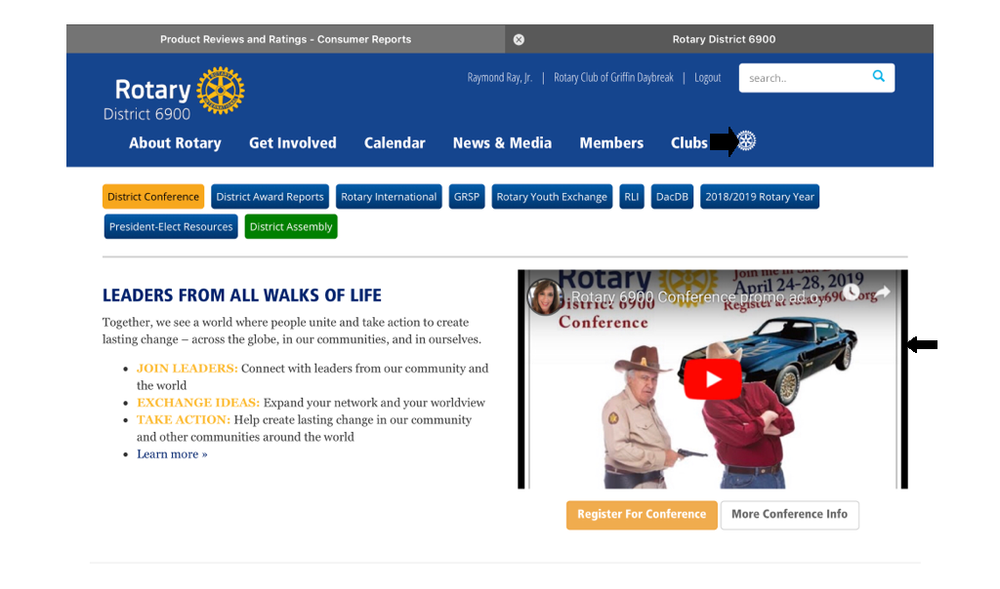 Product Reviews and Ratings - Consumer Reports
Rotary District 6900
Raymond Ray, Jr. | Rotary Club of Griffin Daybreak | Logout
search..
Rotary
District 6900
About Rotary Get Involved Calendar News & Media Members Clubs
District Conference District Award Reports Rotary International GRSP Rotary Youth Exchange RLI DacDB 2018/2019 Rotary Year
President-Elect Resources District Assembly
LEADERS FROM ALL WALKS OF LIFE
Together, we see a world where people unite and take action to create
lasting change – across the globe, in our communities, and in ourselves.
• JOIN LEADERS: Connect with leaders from our community and
the world
• EXCHANGE IDEAS: Expand your network and your worldview
• TAKE ACTION: Help create lasting change in our community
and other communities around the world
• Learn more »
Rotary
District 6900
Conference
Rotary 6900 Conference promo ad o...
Join me in
April 24-28, 2019
Register at rotary6900.org
Register For Conference More Conference Info